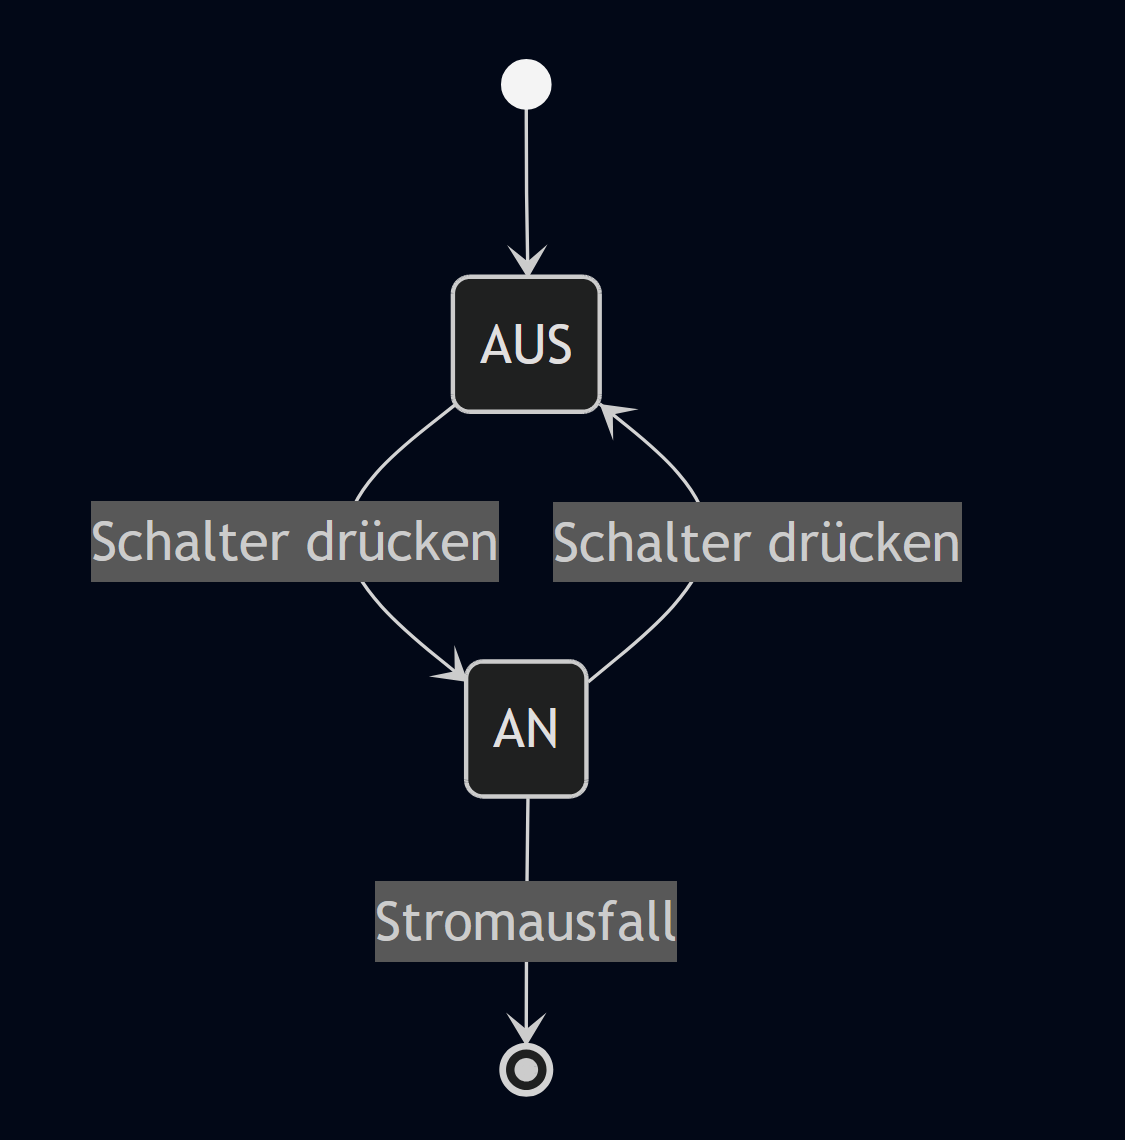 AUS
Schalter drücken
Schalter drücken
AN
Stromausfall